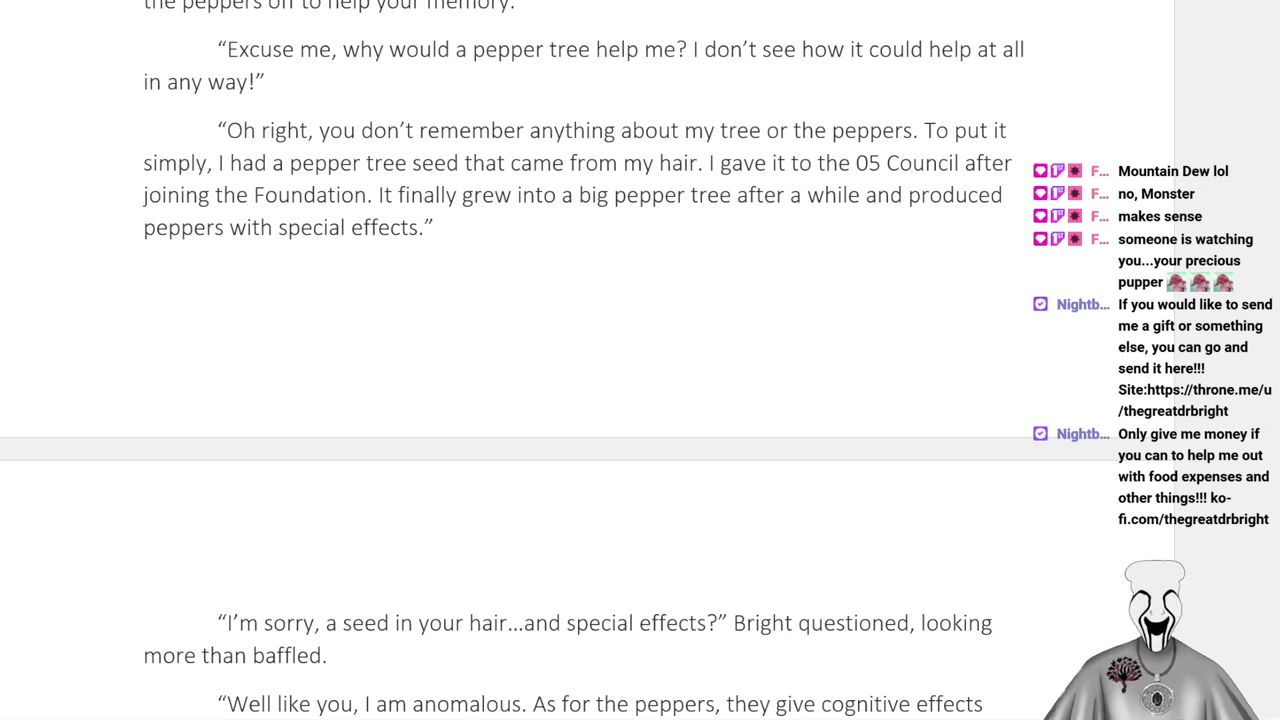 the peppers off to help your memory.
“Excuse me, why would a pepper tree help me? I don’t see how it could help at all
in any way!”
“Oh right, you don’t remember anything about my tree or the peppers. To put it
simply, I had a pepper tree seed that came from my hair. I gave it to the 05 Council after
joining the Foundation. It finally grew into a big pepper tree after a while and produced
peppers with special effects.”
“I’m sorry, a seed in your hair…and special effects?” Bright questioned, looking
more than baffled.
“Well like you, I am anomalous. As for the peppers, they give cognitive effects
F... Mountain Dew lol
F... no, Monster
F... makes sense
F... someone is watching
you...your precious
pupper
Nightb... If you would like to send
me a gift or something
else, you can go and
send it here!!!
Site:https://throne.me/u
/thegreatdrbright
Nightb... Only give me money if
you can to help me out
with food expenses and
other things!!! ko-
fi.com/thegreatdrbright